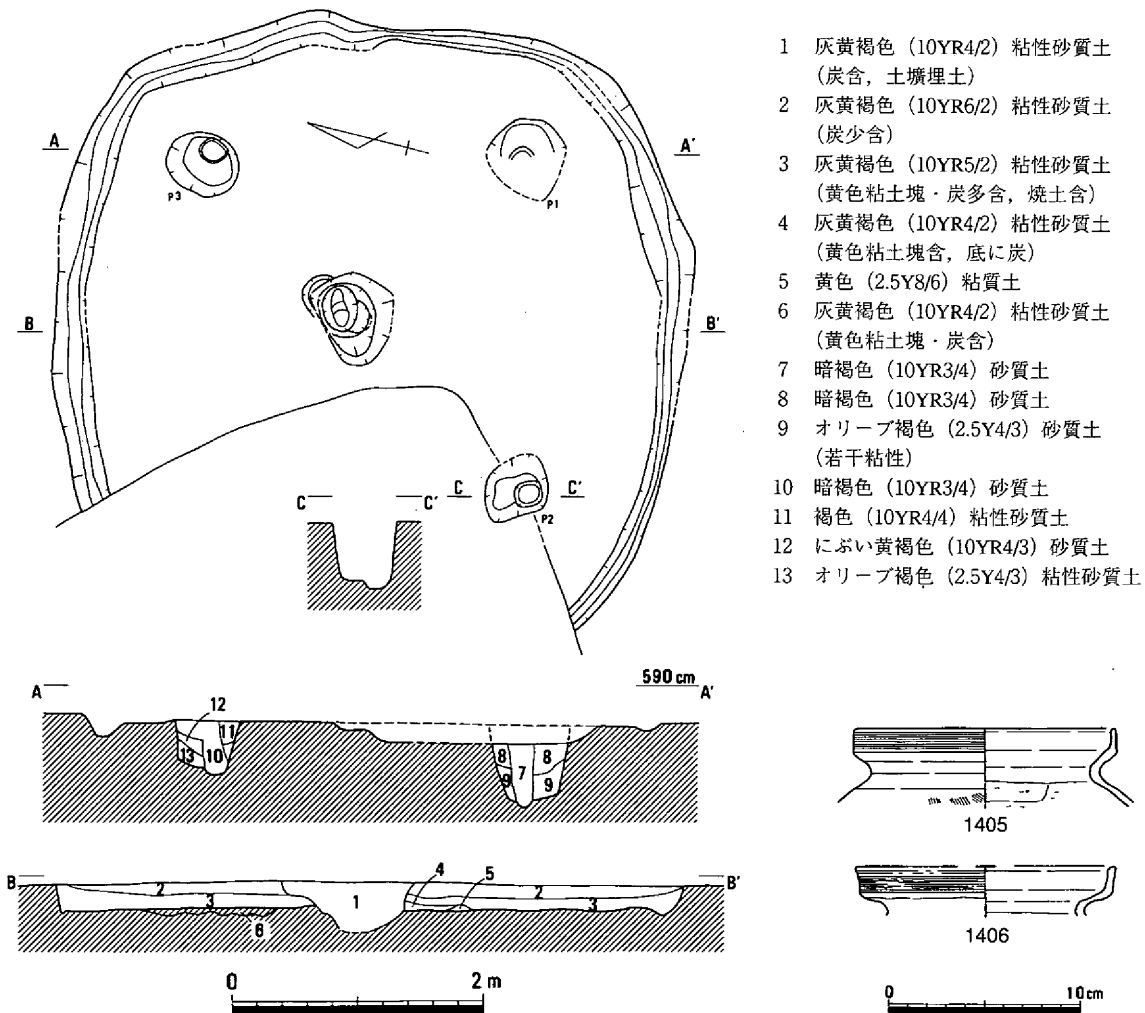 1 灰黄褐色（10YR4/2）粘性砂質土
（炭含，土壙埋土）
2 灰黄褐色（10YR6/2）粘性砂質土
（炭少含）
3 灰黄褐色（10YR5/2）粘性砂質土
（黄色粘土塊・炭多含，焼土含）
4 灰黄褐色（10YR4/2）粘性砂質土
（黄色粘土塊含，底に炭）
5 黄色（2.5Y8/6）粘質土
6 灰黄褐色（10YR4/2）粘性砂質土
（黄色粘土塊・炭含）
7 暗褐色（10YR3/4）砂質土
8 暗褐色（10YR3/4）砂質土
9 オリーブ褐色（2.5Y4/3）砂質土
（若干粘性）
10 暗褐色（10YR3/4）砂質土
11 褐色（10YR4/4）粘性砂質土
12 にぶい黄褐色（10YR4/3）砂質土
13 オリーブ褐色（2.5Y4/3）粘性砂質土
A A'
P3 P1
B B'
C C' C C'
P2
590cm
A A'
12
11
13 10
8 7 8
9 9
B B'
4 5
2 1 2
3 3
6
0 2m
1405
1406
0 10cm